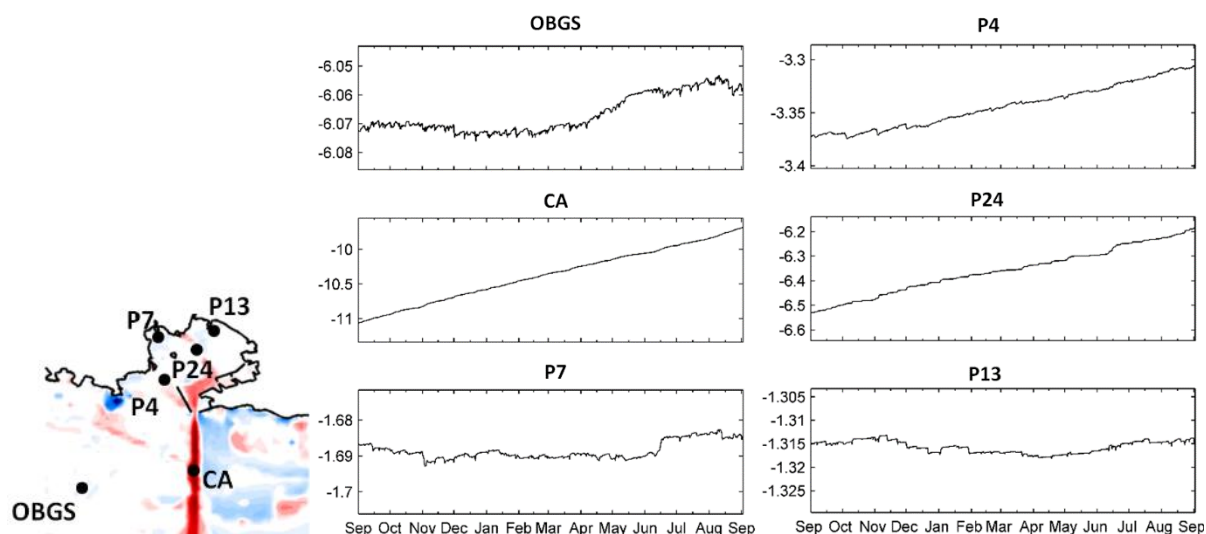 OBGS
-6.05
-6.06
-6.07
-6.08
P4
-3.3
-3.35
-3.4
CA
-10
-10.5
-11
P24
-6.2
-6.3
-6.4
-6.5
-6.6
P7
-1.68
-1.69
-1.7
Sep Oct Nov Dec Jan Feb Mar Apr May Jun Jul Aug Sep
P13
-1.305
-1.31
-1.315
-1.32
-1.325
Sep Oct Nov Dec Jan Feb Mar Apr May Jun Jul Aug Sep
P7
P13
P24
P4
CA
OBGS